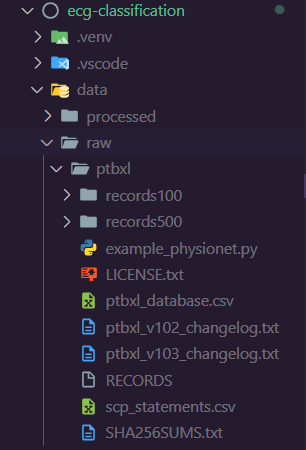 ecg-classification
.venv
.vscode
data
processed
raw
ptbxl
records100
records500
example_physionet.py
LICENSE.txt
ptbxl_database.csv
ptbxl_v102_changelog.txt
ptbxl_v103_changelog.txt
RECORDS
scp_statements.csv
SHA256SUMS.txt